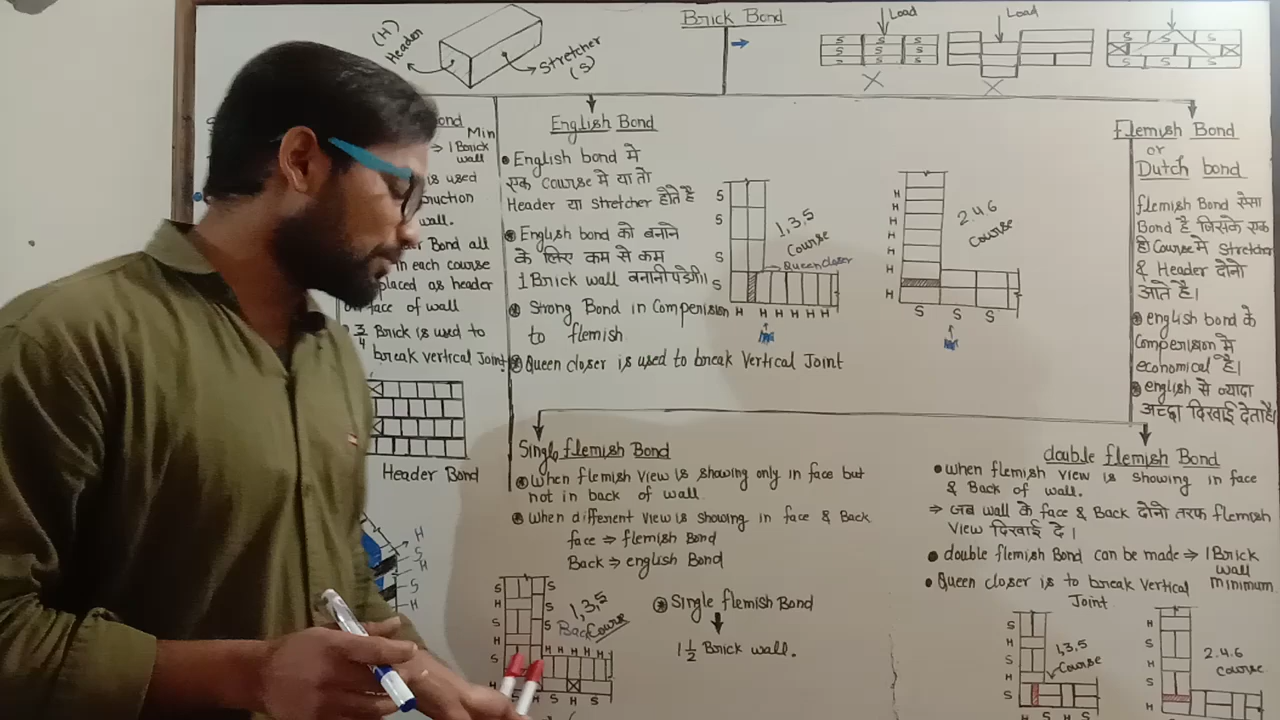 Brick Bond
(H)
Header
Stretcher
(S)
Load
Load
S S S
S S S
S S S
S S
S S
S S S
ond
Min
⇒ 1 Brick
wall
is used
nuction
wall.
r Bond all
in each course
placed as header
face of wall
3/4 Brick is used to
break vertical Joint
Header Bond
H
S
H
S
H
English Bond
English bond मे
एक course मे या तो
Header या stretcher होते है
English bond को बनाने
के लिए कम से कम
1 Brick wall बनानी पड़ेगी।
Strong Bond in Compension
to flemish
Queen closer is used to break Vertical Joint
S
S
S
S
1,3,5
Course
Queen closer
H H H H H H
H
H
H
H
H
H
H
2.4.6
Course
S S S
Flemish Bond
or
Dutch bond
flemish Bond ऐसा
Bond है जिसके एक
ही Course मे Stretcher
& Header दोनो
आते है।
english bond के
Compension मे
economical है।
english से ज्यादा
अच्छा दिखाई देता है।
Single flemish Bond
When flemish view is showing only in face but
not in back of wall
When different view is showing in face & Back
face ⇒ flemish Bond
Back ⇒ english Bond
S
H
S
H
S
H
S
S
S
1,3,5
Back Course
H H H H H
S H S H S
Single flemish Bond
1 1/2 Brick wall.
double flemish Bond
when flemish view is showing in face
& Back of wall.
⇒ जब wall के face & Back दोनो तरफ flemish
View दिखाई दे।
double flemish Bond can be made ⇒ 1 Brick
wall
minimum
Queen closer is to break vertical
Joint
S
H
S
H
S
1,3,5
Course
H S H S
H
S
H
S
H
2.4.6
course